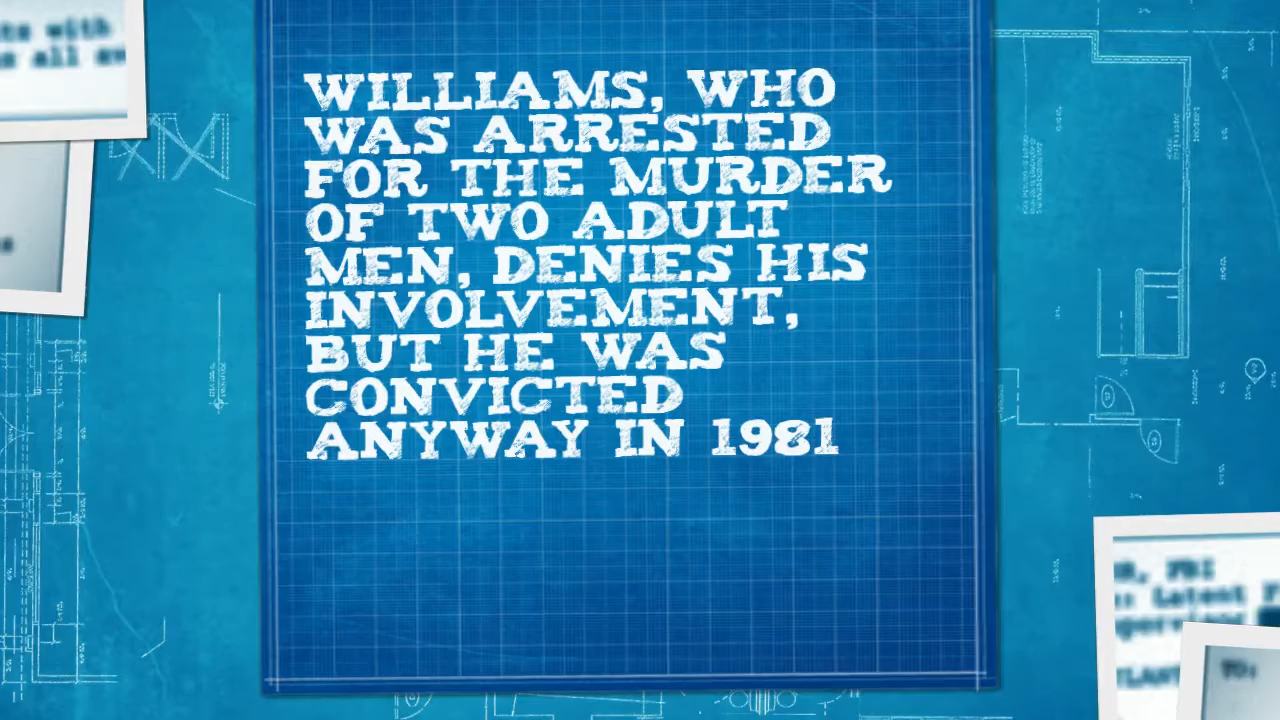 WILLIAMS, WHO
WAS ARRESTED
FOR THE MURDER
OF TWO ADULT
MEN, DENIES HIS
INVOLVEMENT,
BUT HE WAS
CONVICTED
ANYWAY IN 1981